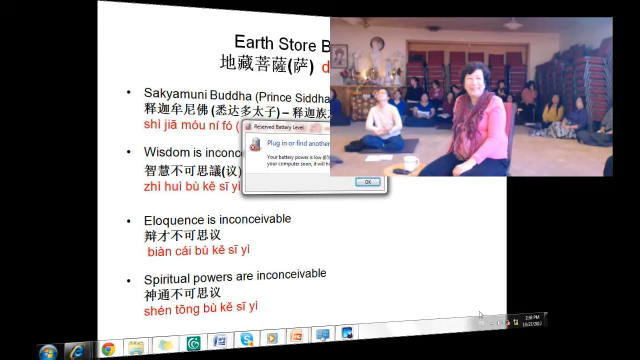 Earth Store B
地藏菩薩(萨)
• Sakyamuni Buddha (Prince Siddha
释迦牟尼佛 (悉达多太子) – 释迦族
shì jiā móu ní fó (
Reserved Battery Level
Plug in or find another
Your battery power is low
your computer soon, it will
OK
• Wisdom is inconce
智慧不可思議(议)
zhì huì bù kě sī yì
• Eloquence is inconceivable
辩才不可思议
biàn cái bù kě sī yì
• Spiritual powers are inconceivable
神通不可思议
shén tōng bù kě sī yì